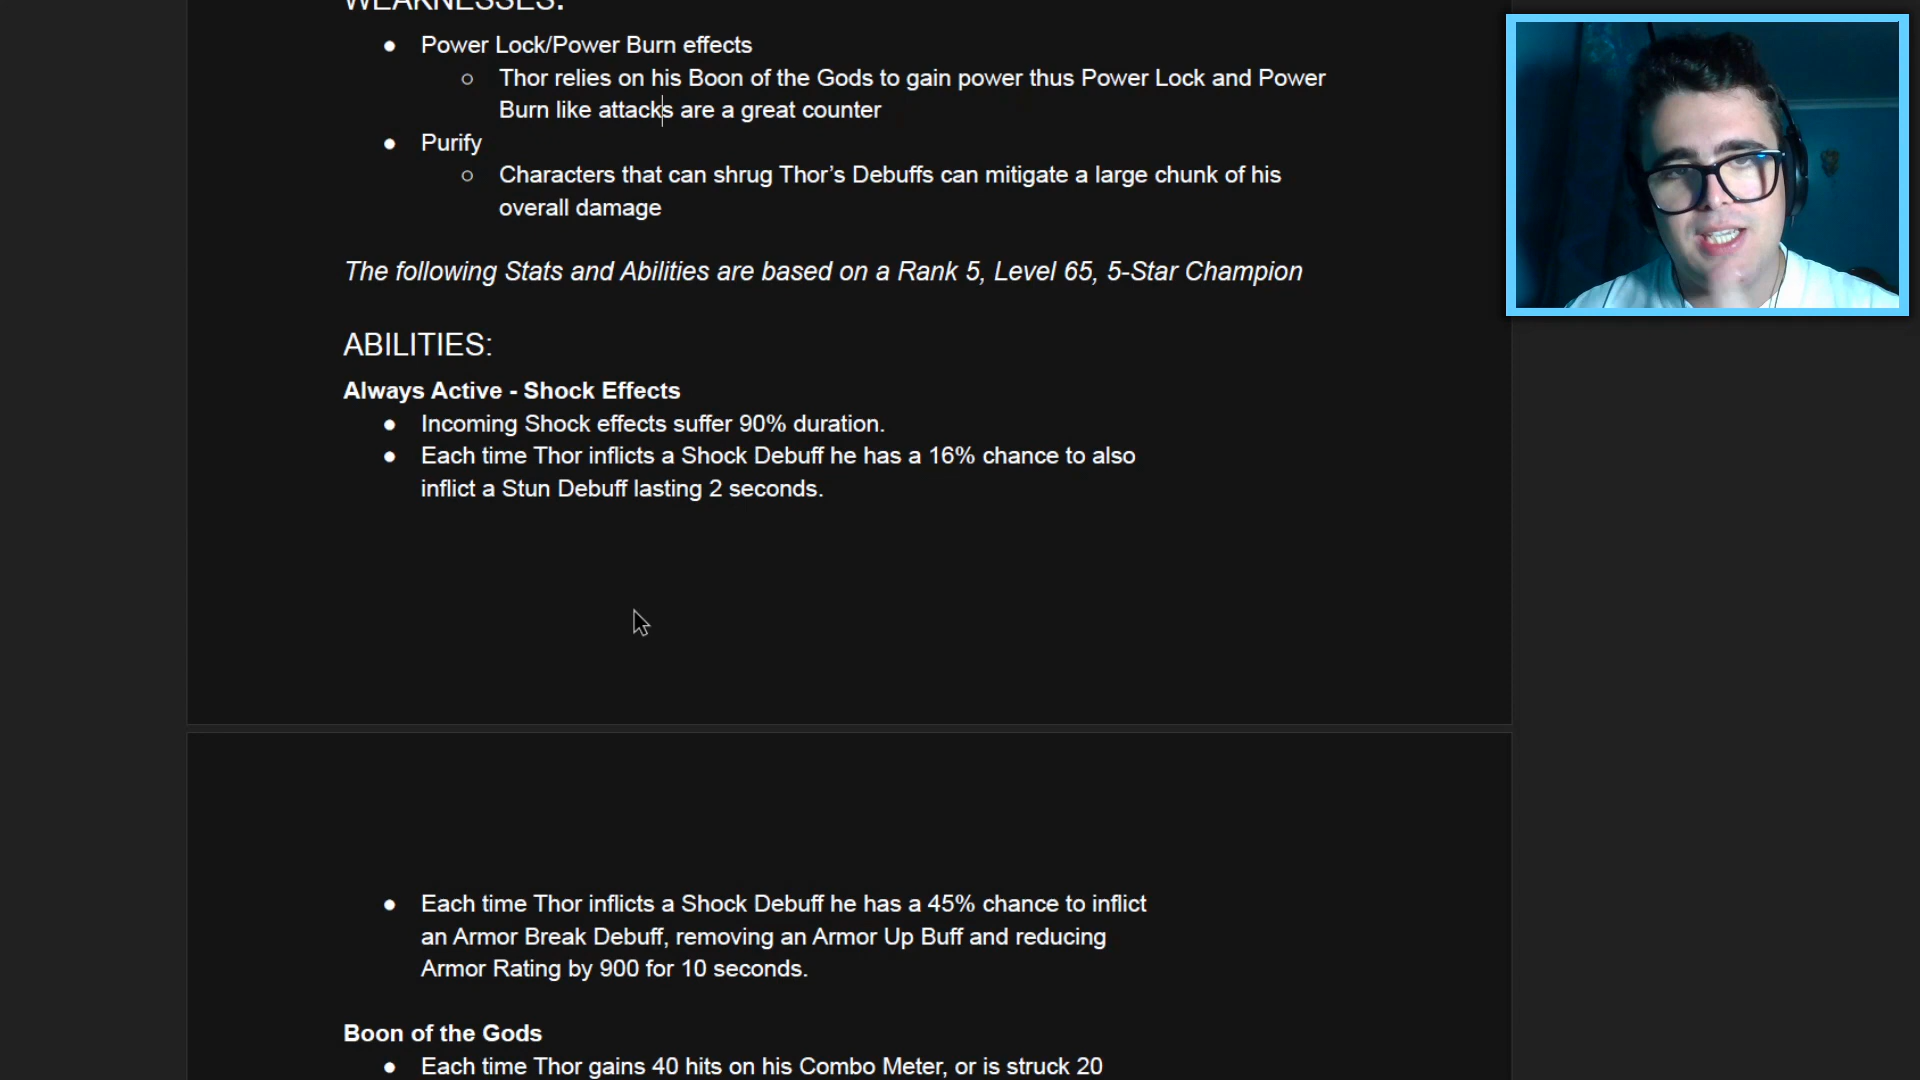 WEAKNESSES:
● Power Lock/Power Burn effects
○ Thor relies on his Boon of the Gods to gain power thus Power Lock and Power
Burn like attacks are a great counter
● Purify
○ Characters that can shrug Thor’s Debuffs can mitigate a large chunk of his
overall damage
The following Stats and Abilities are based on a Rank 5, Level 65, 5-Star Champion
ABILITIES:
Always Active - Shock Effects
● Incoming Shock effects suffer 90% duration.
● Each time Thor inflicts a Shock Debuff he has a 16% chance to also
inflict a Stun Debuff lasting 2 seconds.
● Each time Thor inflicts a Shock Debuff he has a 45% chance to inflict
an Armor Break Debuff, removing an Armor Up Buff and reducing
Armor Rating by 900 for 10 seconds.
Boon of the Gods
● Each time Thor gains 40 hits on his Combo Meter, or is struck 20